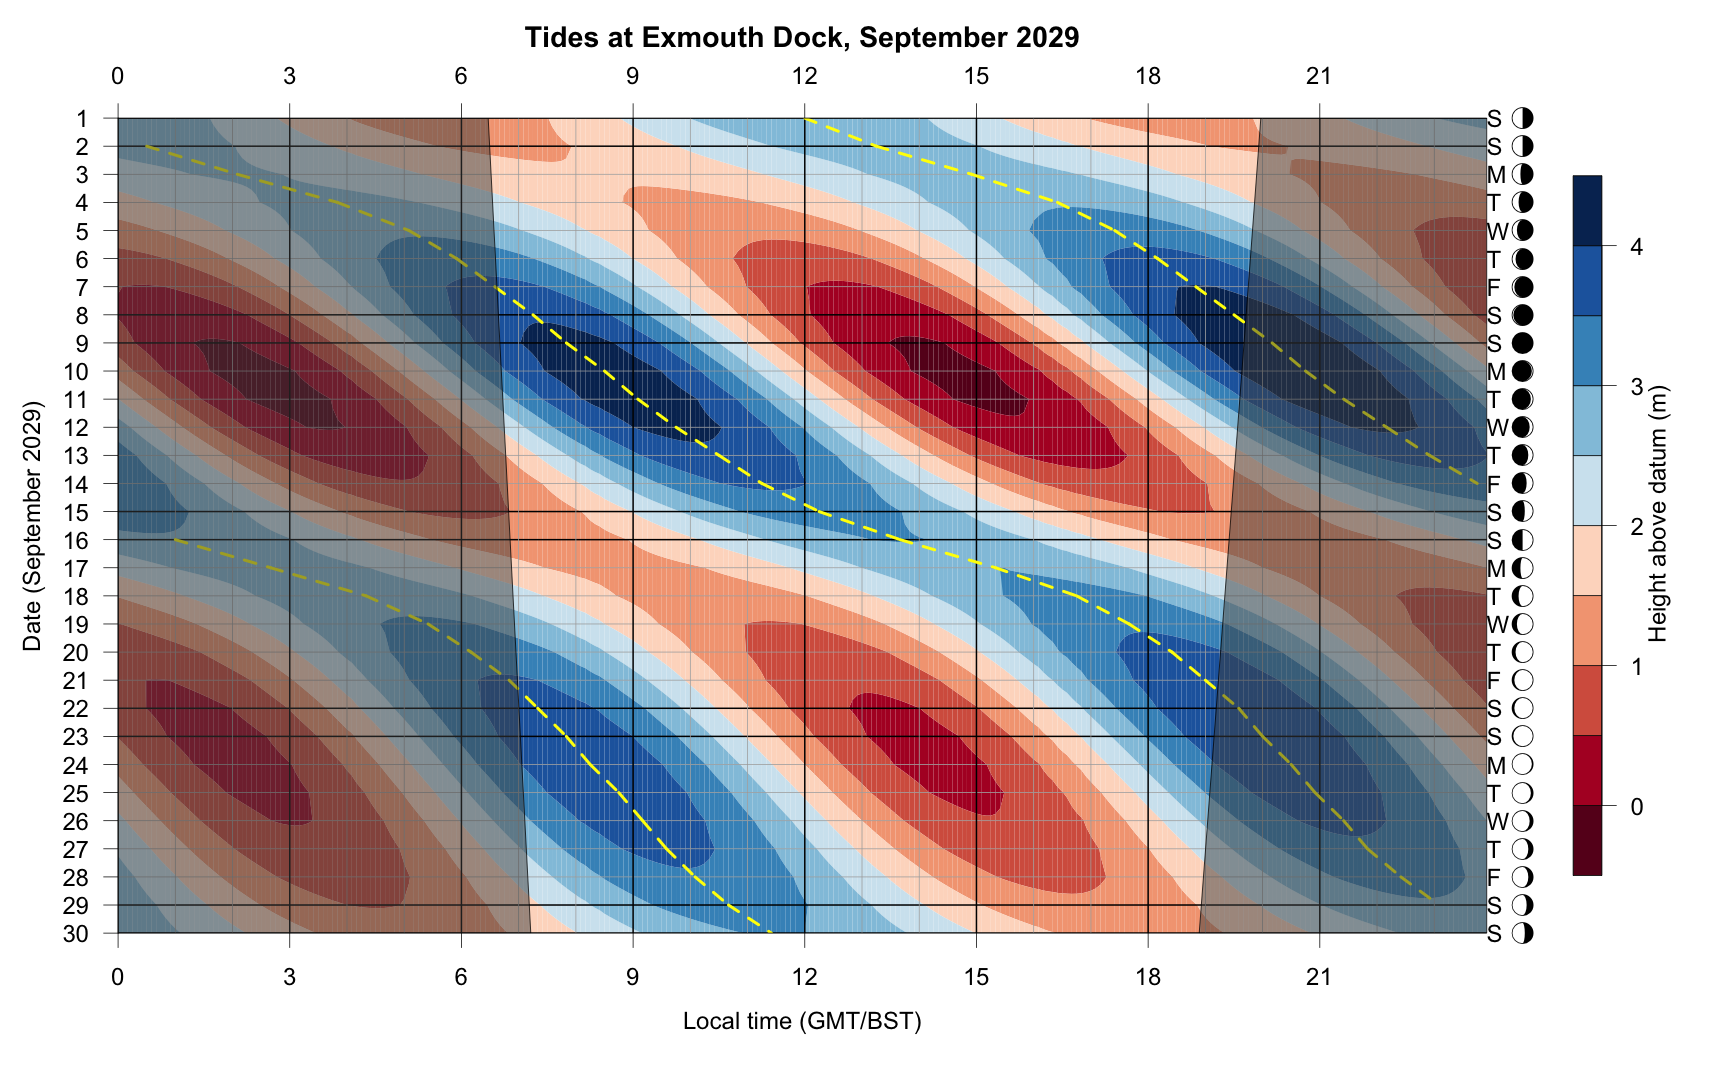 Tides at Exmouth Dock, September 2029
0 3 6 9 12 15 18 21
1 S
2 S
3 M
4 T
5 W
6 T
7 F
8 S
9 S
10 M
11 T
12 W
13 T
14 F
15 S
16 S
17 M
18 T
19 W
20 T
21 F
22 S
23 S
24 M
25 T
26 W
27 T
28 F
29 S
30 S
0 3 6 9 12 15 18 21
Local time (GMT/BST)
Date (September 2029)
4
3
2
1
0
Height above datum (m)